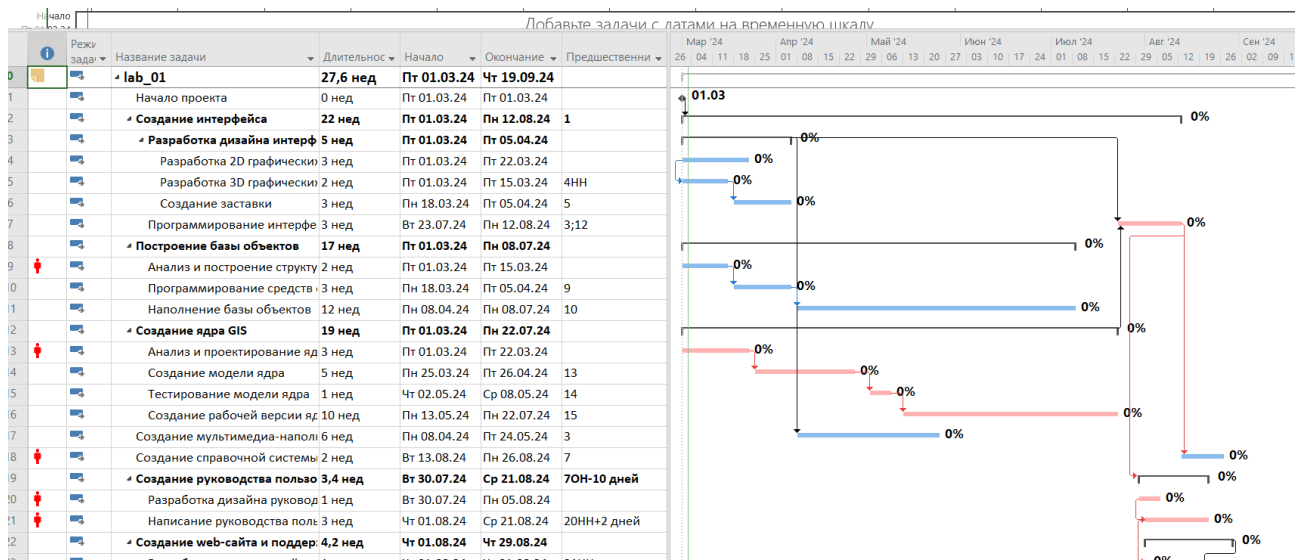 Начало
Добавьте задачи с датами на временную шкалу
Режи
зада Название задачи Длительнос Начало Окончание Предшественни
Мар '24 Апр '24 Май '24 Июн '24 Июл '24 Авг '24 Сен '24
26 04 11 18 25 01 08 15 22 29 06 13 20 27 03 10 17 24 01 08 15 22 29 05 12 19 26 02 09
0 lab_01 27,6 нед Пт 01.03.24 Чт 19.09.24
1 Начало проекта 0 нед Пт 01.03.24 Пт 01.03.24 01.03
2 Создание интерфейса 22 нед Пт 01.03.24 Пн 12.08.24 1 0%
3 Разработка дизайна интерф 5 нед Пт 01.03.24 Пт 05.04.24 0%
4 Разработка 2D графических 3 нед Пт 01.03.24 Пт 22.03.24 0%
5 Разработка 3D графических 2 нед Пт 01.03.24 Пт 15.03.24 4НН 0%
6 Создание заставки 3 нед Пн 18.03.24 Пт 05.04.24 5 0%
7 Программирование интерфе 3 нед Вт 23.07.24 Пн 12.08.24 3;12 0%
8 Построение базы объектов 17 нед Пт 01.03.24 Пн 08.07.24 0%
9 Анализ и построение структу 2 нед Пт 01.03.24 Пт 15.03.24 0%
10 Программирование средств 3 нед Пн 18.03.24 Пт 05.04.24 9 0%
11 Наполнение базы объектов 12 нед Пн 08.04.24 Пн 08.07.24 10 0%
12 Создание ядра GIS 19 нед Пт 01.03.24 Пн 22.07.24 0%
13 Анализ и проектирование яд 3 нед Пт 01.03.24 Пт 22.03.24 0%
14 Создание модели ядра 5 нед Пн 25.03.24 Пт 26.04.24 13 0%
15 Тестирование модели ядра 1 нед Чт 02.05.24 Ср 08.05.24 14 0%
16 Создание рабочей версии яд 10 нед Пн 13.05.24 Пн 22.07.24 15 0%
17 Создание мультимедиа-напол 6 нед Пн 08.04.24 Пт 24.05.24 3 0%
18 Создание справочной системы 2 нед Вт 13.08.24 Пн 26.08.24 7 0%
19 Создание руководства пользо 3,4 нед Вт 30.07.24 Ср 21.08.24 7ОН-10 дней 0%
20 Разработка дизайна руковод 1 нед Вт 30.07.24 Пн 05.08.24 0%
21 Написание руководства поль 3 нед Чт 01.08.24 Ср 21.08.24 20НН+2 дней 0%
22 Создание web-сайта и поддер 4,2 нед Чт 01.08.24 Чт 29.08.24 0%
0%